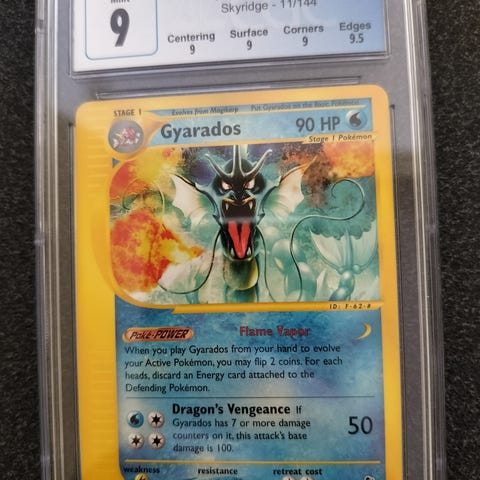 Mint
Skyridge - 11/144
9
Centering Surface Corners Edges
9 9 9 9.5
STAGE 1 Evolves from Magikarp Put Gyarados on the Basic Pokémon
Gyarados 90 HP
Stage 1 Pokémon
ID: F-62-#
Poké-POWER Flame Vapor
When you play Gyarados from your hand to evolve
your Active Pokémon, you may flip 2 coins. For each
heads, discard an Energy card attached to the
Defending Pokémon.
Dragon's Vengeance If
Gyarados has 7 or more damage
counters on it, this attack's base
damage is 100.
50
weakness resistance retreat cost